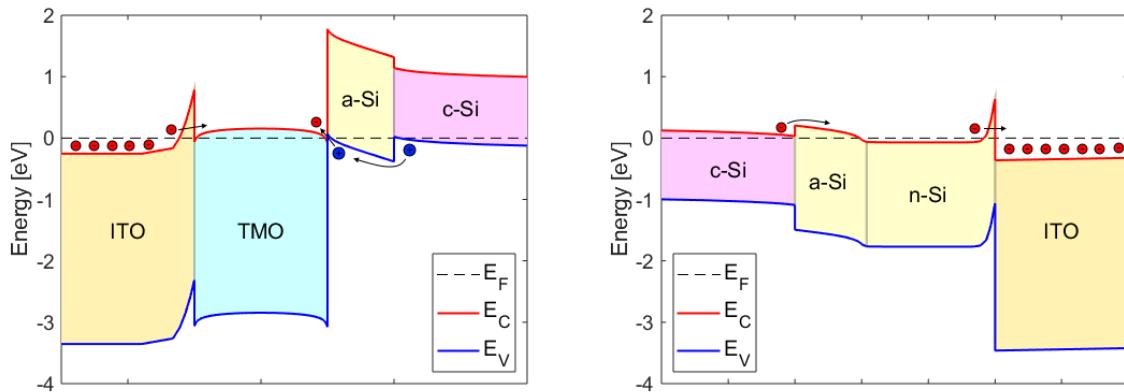 2
1
0
-1
-2
-3
-4
Energy [eV]
ITO
TMO
a-Si
c-Si
E_F
E_C
E_V
2
1
0
-1
-2
-3
-4
Energy [eV]
c-Si
a-Si
n-Si
ITO
E_F
E_C
E_V